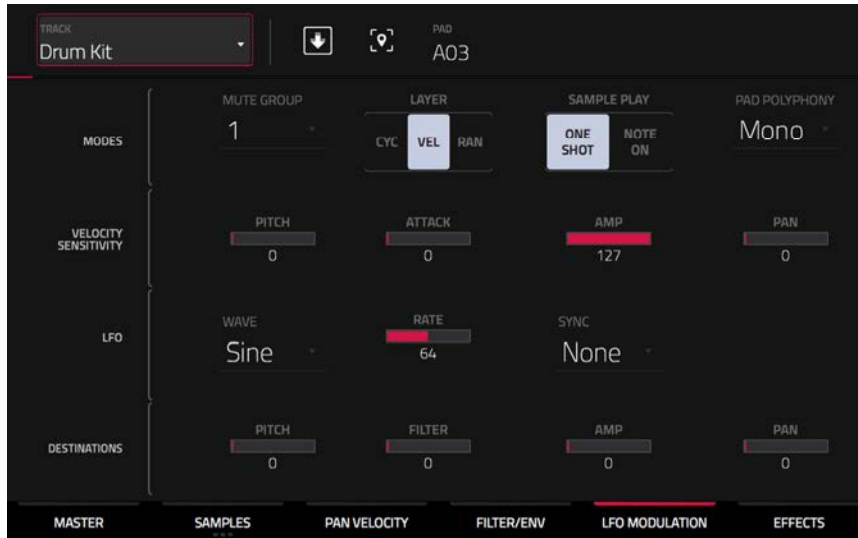 TRACK
Drum Kit
PAD
A03
MODES
MUTE GROUP
1
LAYER
CYC VEL RAN
SAMPLE PLAY
ONE SHOT
NOTE ON
PAD POLYPHONY
Mono
VELOCITY
SENSITIVITY
PITCH
0
ATTACK
0
AMP
127
PAN
0
LFO
WAVE
Sine
RATE
64
SYNC
None
DESTINATIONS
PITCH
0
FILTER
0
AMP
0
PAN
0
MASTER SAMPLES PAN VELOCITY FILTER/ENV LFO MODULATION EFFECTS